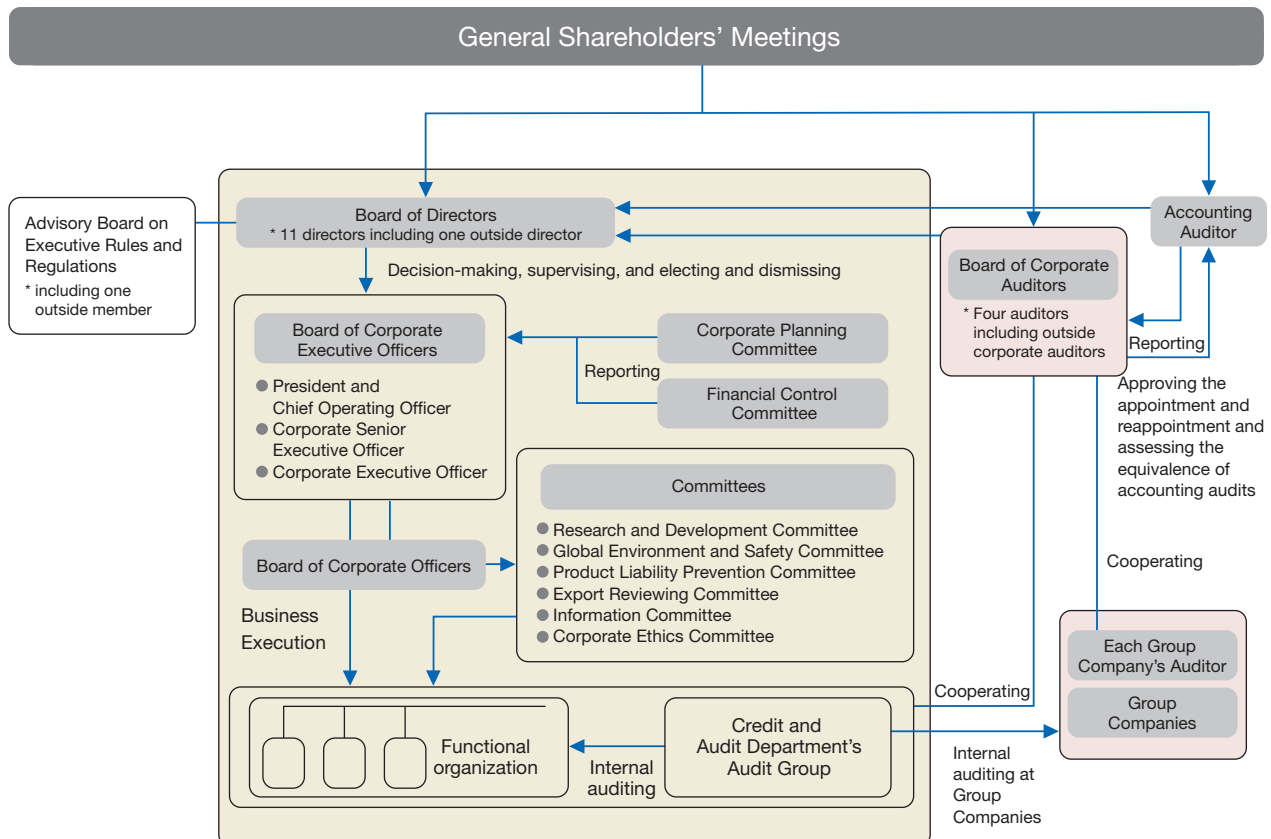 General Shareholders' Meetings
Advisory Board on
Executive Rules and
Regulations
* including one
outside member
Board of Directors
* 11 directors including one outside director
Accounting
Auditor
Decision-making, supervising, and electing and dismissing
Board of Corporate
Auditors
* Four auditors
including outside
corporate auditors
Reporting
Approving the
appointment and
reappointment and
assessing the
equivalence of
accounting audits
Board of Corporate
Executive Officers
● President and
Chief Operating Officer
● Corporate Senior
Executive Officer
● Corporate Executive Officer
Reporting
Corporate Planning
Committee
Financial Control
Committee
Committees
● Research and Development Committee
● Global Environment and Safety Committee
● Product Liability Prevention Committee
● Export Reviewing Committee
● Information Committee
● Corporate Ethics Committee
Board of Corporate Officers
Business
Execution
Cooperating
Each Group
Company's Auditor
Group
Companies
Cooperating
Functional
organization
Internal
auditing
Credit and
Audit Department's
Audit Group
Internal
auditing at
Group
Companies